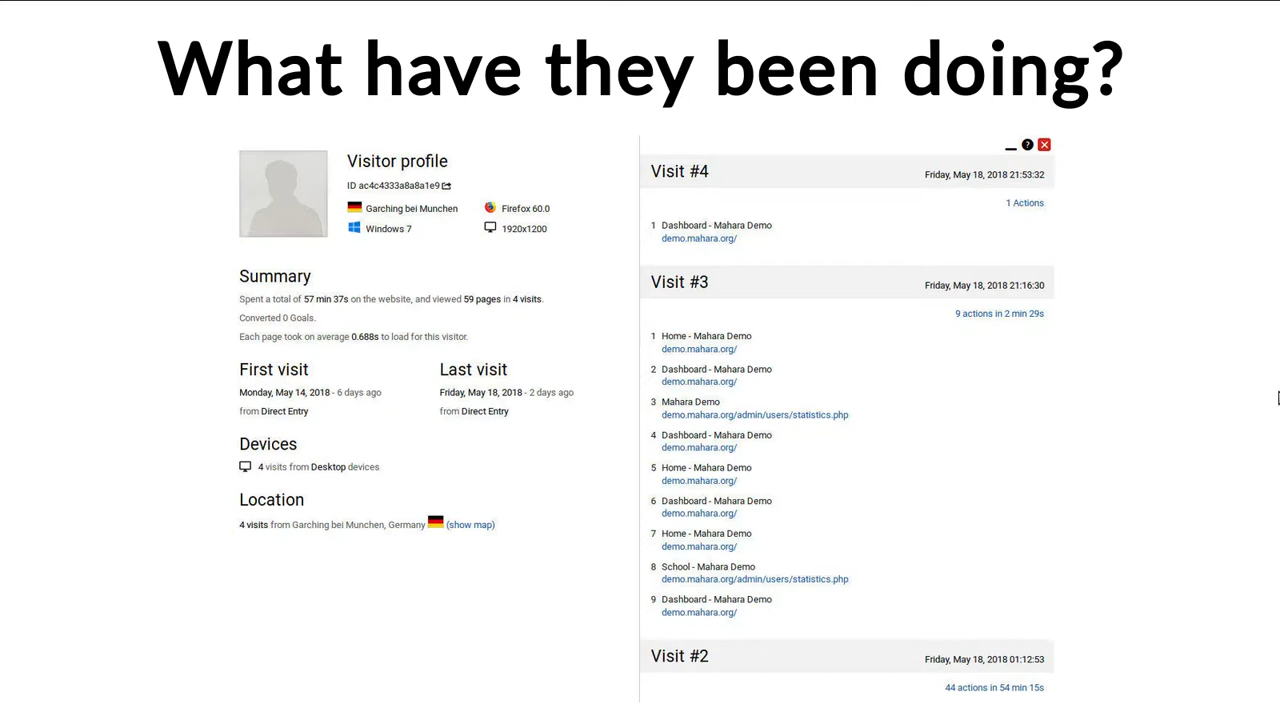 What have they been doing?
Visitor profile
ID ac4c4333a8a8a1e9
Garching bei Munchen
Firefox 60.0
Windows 7
1920x1200
Summary
Spent a total of 57 min 37s on the website, and viewed 59 pages in 4 visits.
Converted 0 Goals.
Each page took on average 0.688s to load for this visitor.
First visit
Last visit
Monday, May 14, 2018 - 6 days ago
Friday, May 18, 2018 - 2 days ago
from Direct Entry
from Direct Entry
Devices
4 visits from Desktop devices
Location
4 visits from Garching bei Munchen, Germany (show map)
?
Visit #4
Friday, May 18, 2018 21:53:32
1 Actions
1 Dashboard - Mahara Demo
demo.mahara.org/
Visit #3
Friday, May 18, 2018 21:16:30
9 actions in 2 min 29s
1 Home - Mahara Demo
demo.mahara.org/
2 Dashboard - Mahara Demo
demo.mahara.org/
3 Mahara Demo
demo.mahara.org/admin/users/statistics.php
4 Dashboard - Mahara Demo
demo.mahara.org/
5 Home - Mahara Demo
demo.mahara.org/
6 Dashboard - Mahara Demo
demo.mahara.org/
7 Home - Mahara Demo
demo.mahara.org/
8 School - Mahara Demo
demo.mahara.org/admin/users/statistics.php
9 Dashboard - Mahara Demo
demo.mahara.org/
Visit #2
Friday, May 18, 2018 01:12:53
44 actions in 54 min 15s